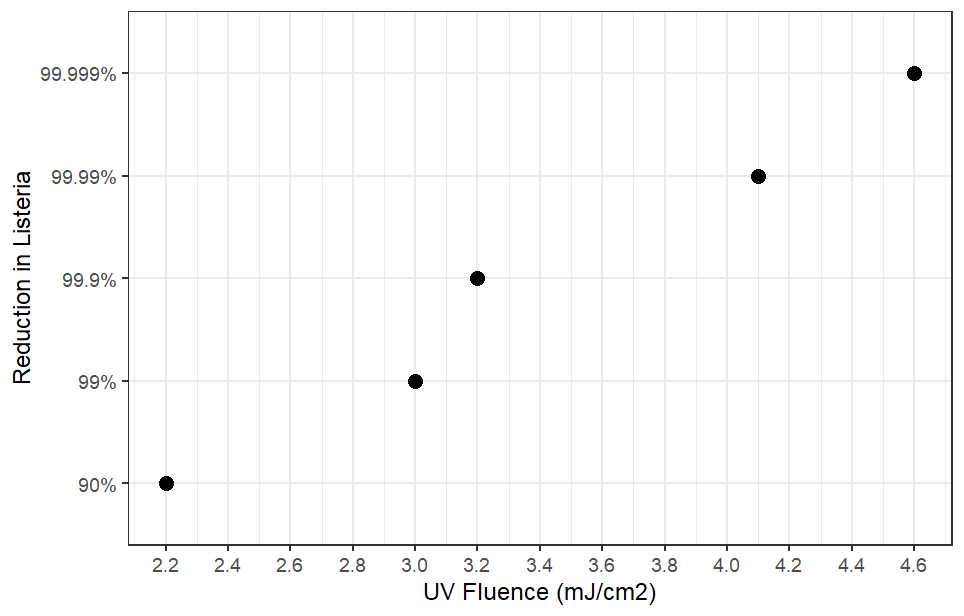 Reduction in Listeria
99.999%
99.99%
99.9%
99%
90%
2.2 2.4 2.6 2.8 3.0 3.2 3.4 3.6 3.8 4.0 4.2 4.4 4.6
UV Fluence (mJ/cm2)